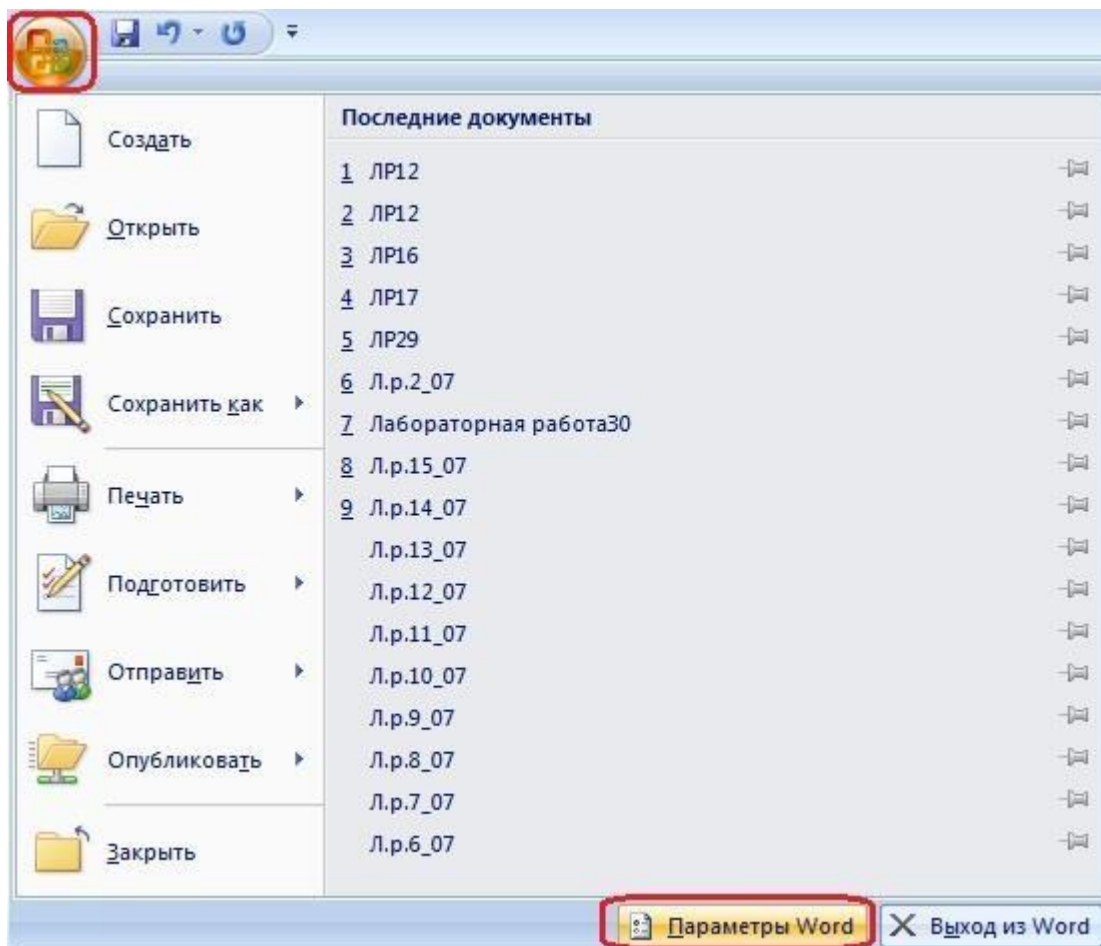 Создать
Открыть
Сохранить
Сохранить как
Печать
Подготовить
Отправить
Опубликовать
Закрыть
Последние документы
1 ЛР12
2 ЛР12
3 ЛР16
4 ЛР17
5 ЛР29
6 Л.р.2_07
7 Лабораторная работа30
8 Л.р.15_07
9 Л.р.14_07
Л.р.13_07
Л.р.12_07
Л.р.11_07
Л.р.10_07
Л.р.9_07
Л.р.8_07
Л.р.7_07
Л.р.6_07
Параметры Word
Выход из Word